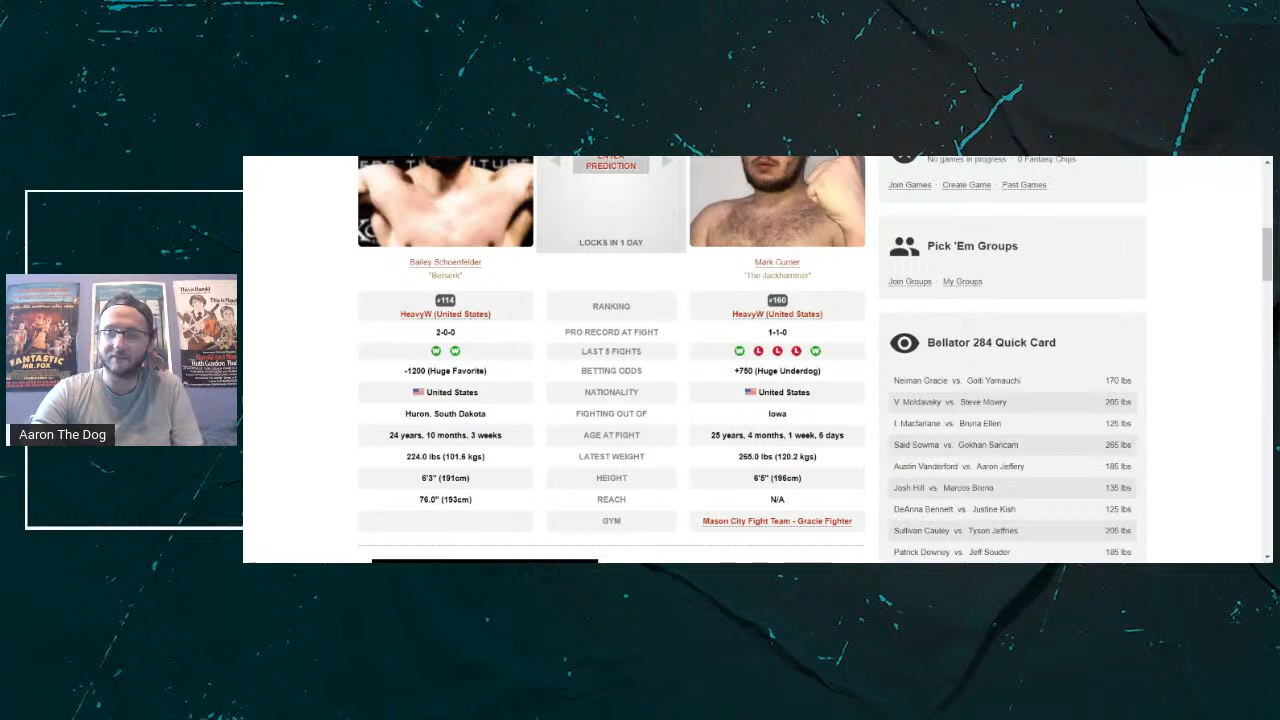 ENTER
PREDICTION
LOCKS IN 1 DAY
No games in progress · 0 Fantasy Chips
Join Games · Create Game · Past Games
Pick 'Em Groups
Join Groups · My Groups
Bailey Schoenfelder
"Berserk"
Mark Currier
"The Jackhammer"
#114
HeavyW (United States)
RANKING
#160
HeavyW (United States)
2-0-0 PRO RECORD AT FIGHT 1-1-0
W W LAST 5 FIGHTS W L L L W
-1200 (Huge Favorite) BETTING ODDS +750 (Huge Underdog)
United States NATIONALITY United States
Huron, South Dakota FIGHTING OUT OF Iowa
24 years, 10 months, 3 weeks AGE AT FIGHT 25 years, 4 months, 1 week, 6 days
224.0 lbs (101.6 kgs) LATEST WEIGHT 265.0 lbs (120.2 kgs)
6'3" (191cm) HEIGHT 6'5" (196cm)
76.0" (193cm) REACH N/A
GYM Mason City Fight Team - Gracie Fighter
Bellator 284 Quick Card
Neiman Gracie vs. Goiti Yamauchi 170 lbs
V. Moldavsky vs. Steve Mowry 265 lbs
I. Macfarlane vs. Bruna Ellen 125 lbs
Said Sowma vs. Gokhan Saricam 265 lbs
Austin Vanderford vs. Aaron Jeffery 185 lbs
Josh Hill vs. Marcos Breno 135 lbs
DeAnna Bennett vs. Justine Kish 125 lbs
Sullivan Cauley vs. Tyson Jeffries 205 lbs
Patrick Downey vs. Jeff Souder 185 lbs
FANTASTIC
MR. FOX
This is Harold
Aaron The Dog